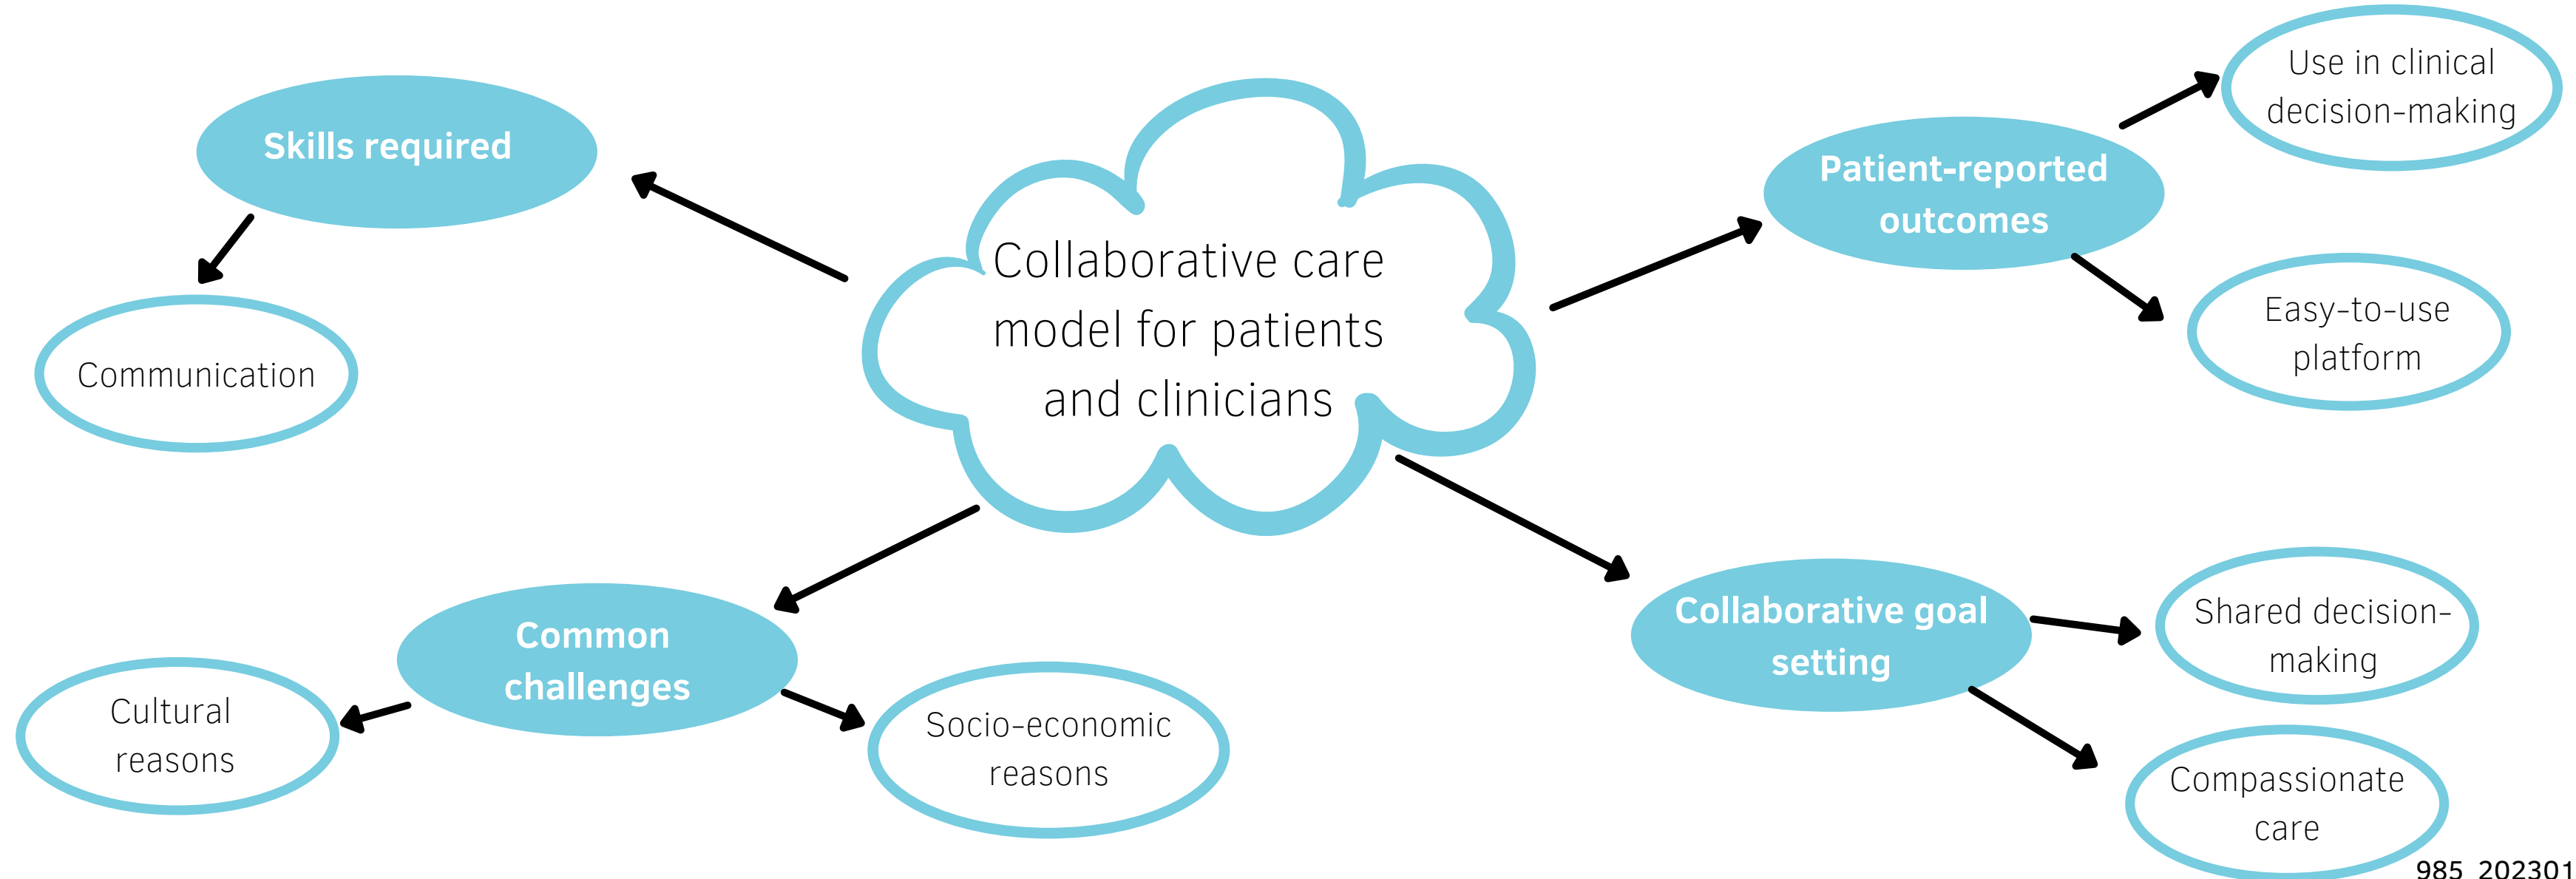 Skills required
Communication
Collaborative care
model for patients
and clinicians
Patient-reported
outcomes
Use in clinical
decision-making
Easy-to-use
platform
Common
challenges
Cultural
reasons
Socio-economic
reasons
Collaborative goal
setting
Shared decision-
making
Compassionate
care
985_202301